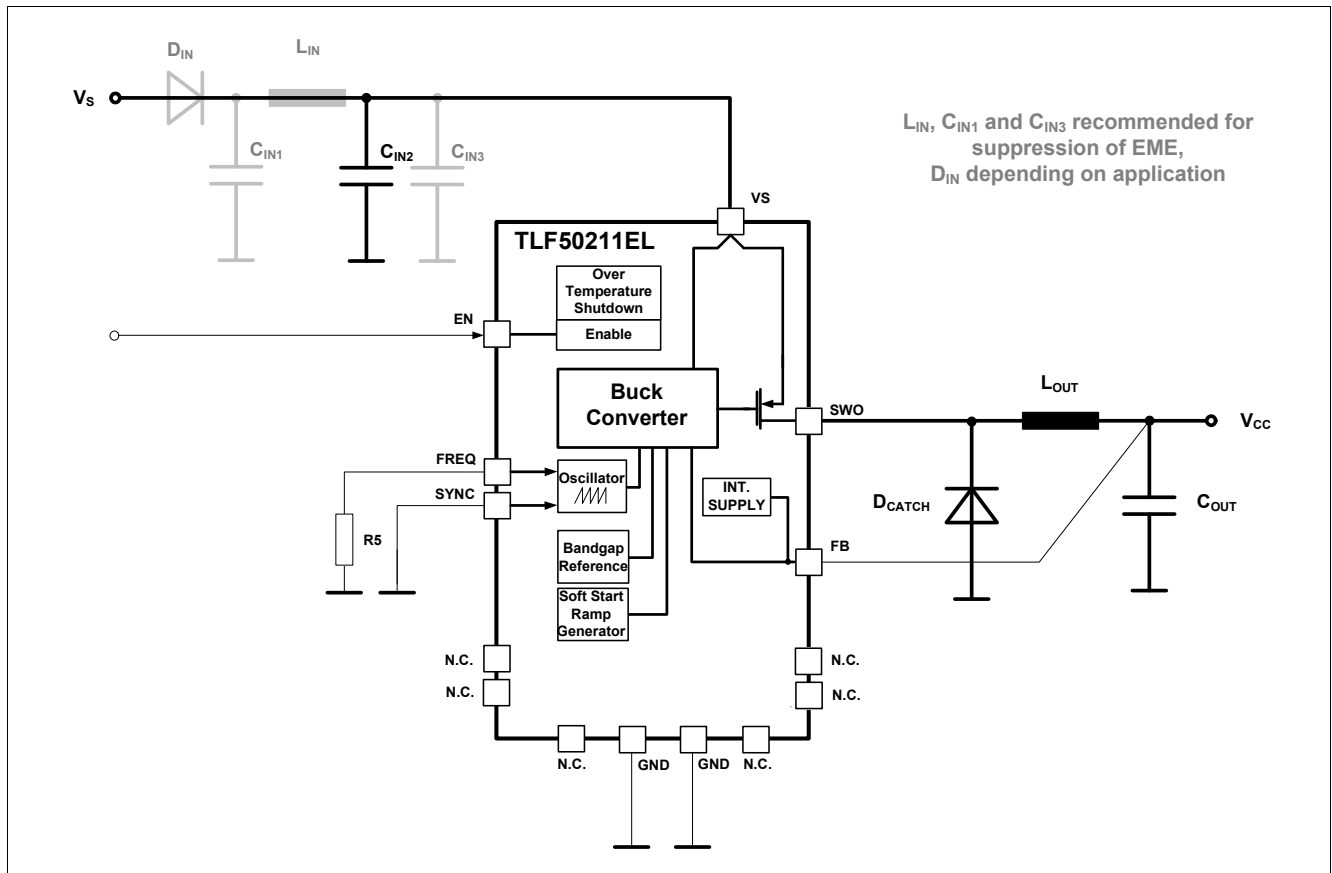 D_IN
L_IN
V_S
C_IN1
C_IN2
C_IN3
L_IN, C_IN1 and C_IN3 recommended for
suppression of EME,
D_IN depending on application
VS
TLF50211EL
Over
Temperature
Shutdown
EN
Enable
Buck
Converter
L_OUT
SWO
V_CC
FREQ
Oscillator
SYNC
INT.
SUPPLY
D_CATCH
C_OUT
R5
FB
Bandgap
Reference
Soft Start
Ramp
Generator
N.C.
N.C.
N.C.
N.C.
N.C.
GND
GND
N.C.